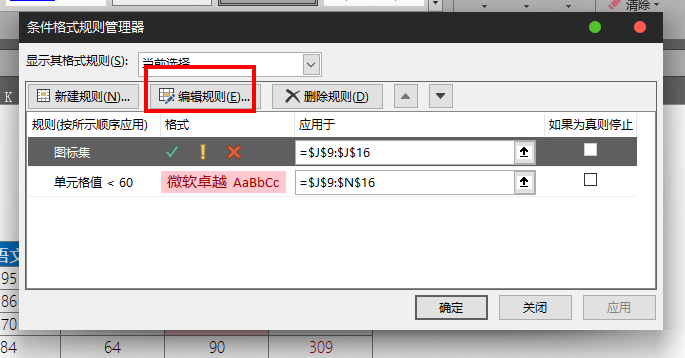 清除
条件格式规则管理器
显示其格式规则(S): 当前选择
K
新建规则(N)... 编辑规则(E)... 删除规则(D)
规则(按所示顺序应用) 格式 应用于 如果为真则停止
图标集 =$J$9:$J$16
单元格值 < 60 微软卓越 AaBbCc =$J$9:$N$16
语文
95
86
70
确定 关闭 应用
84 64 90 309